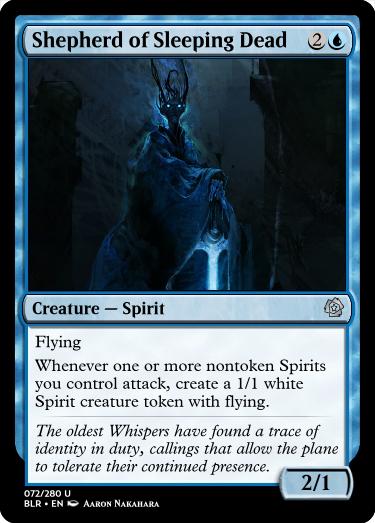 Shepherd of Sleeping Dead 2
Creature — Spirit
Flying
Whenever one or more nontoken Spirits
you control attack, create a 1/1 white
Spirit creature token with flying.
The oldest Whispers have found a trace of
identity in duty, callings that allow the plane
to tolerate their continued presence.
2/1
072/280 U
BLR • EN Aaron Nakahara